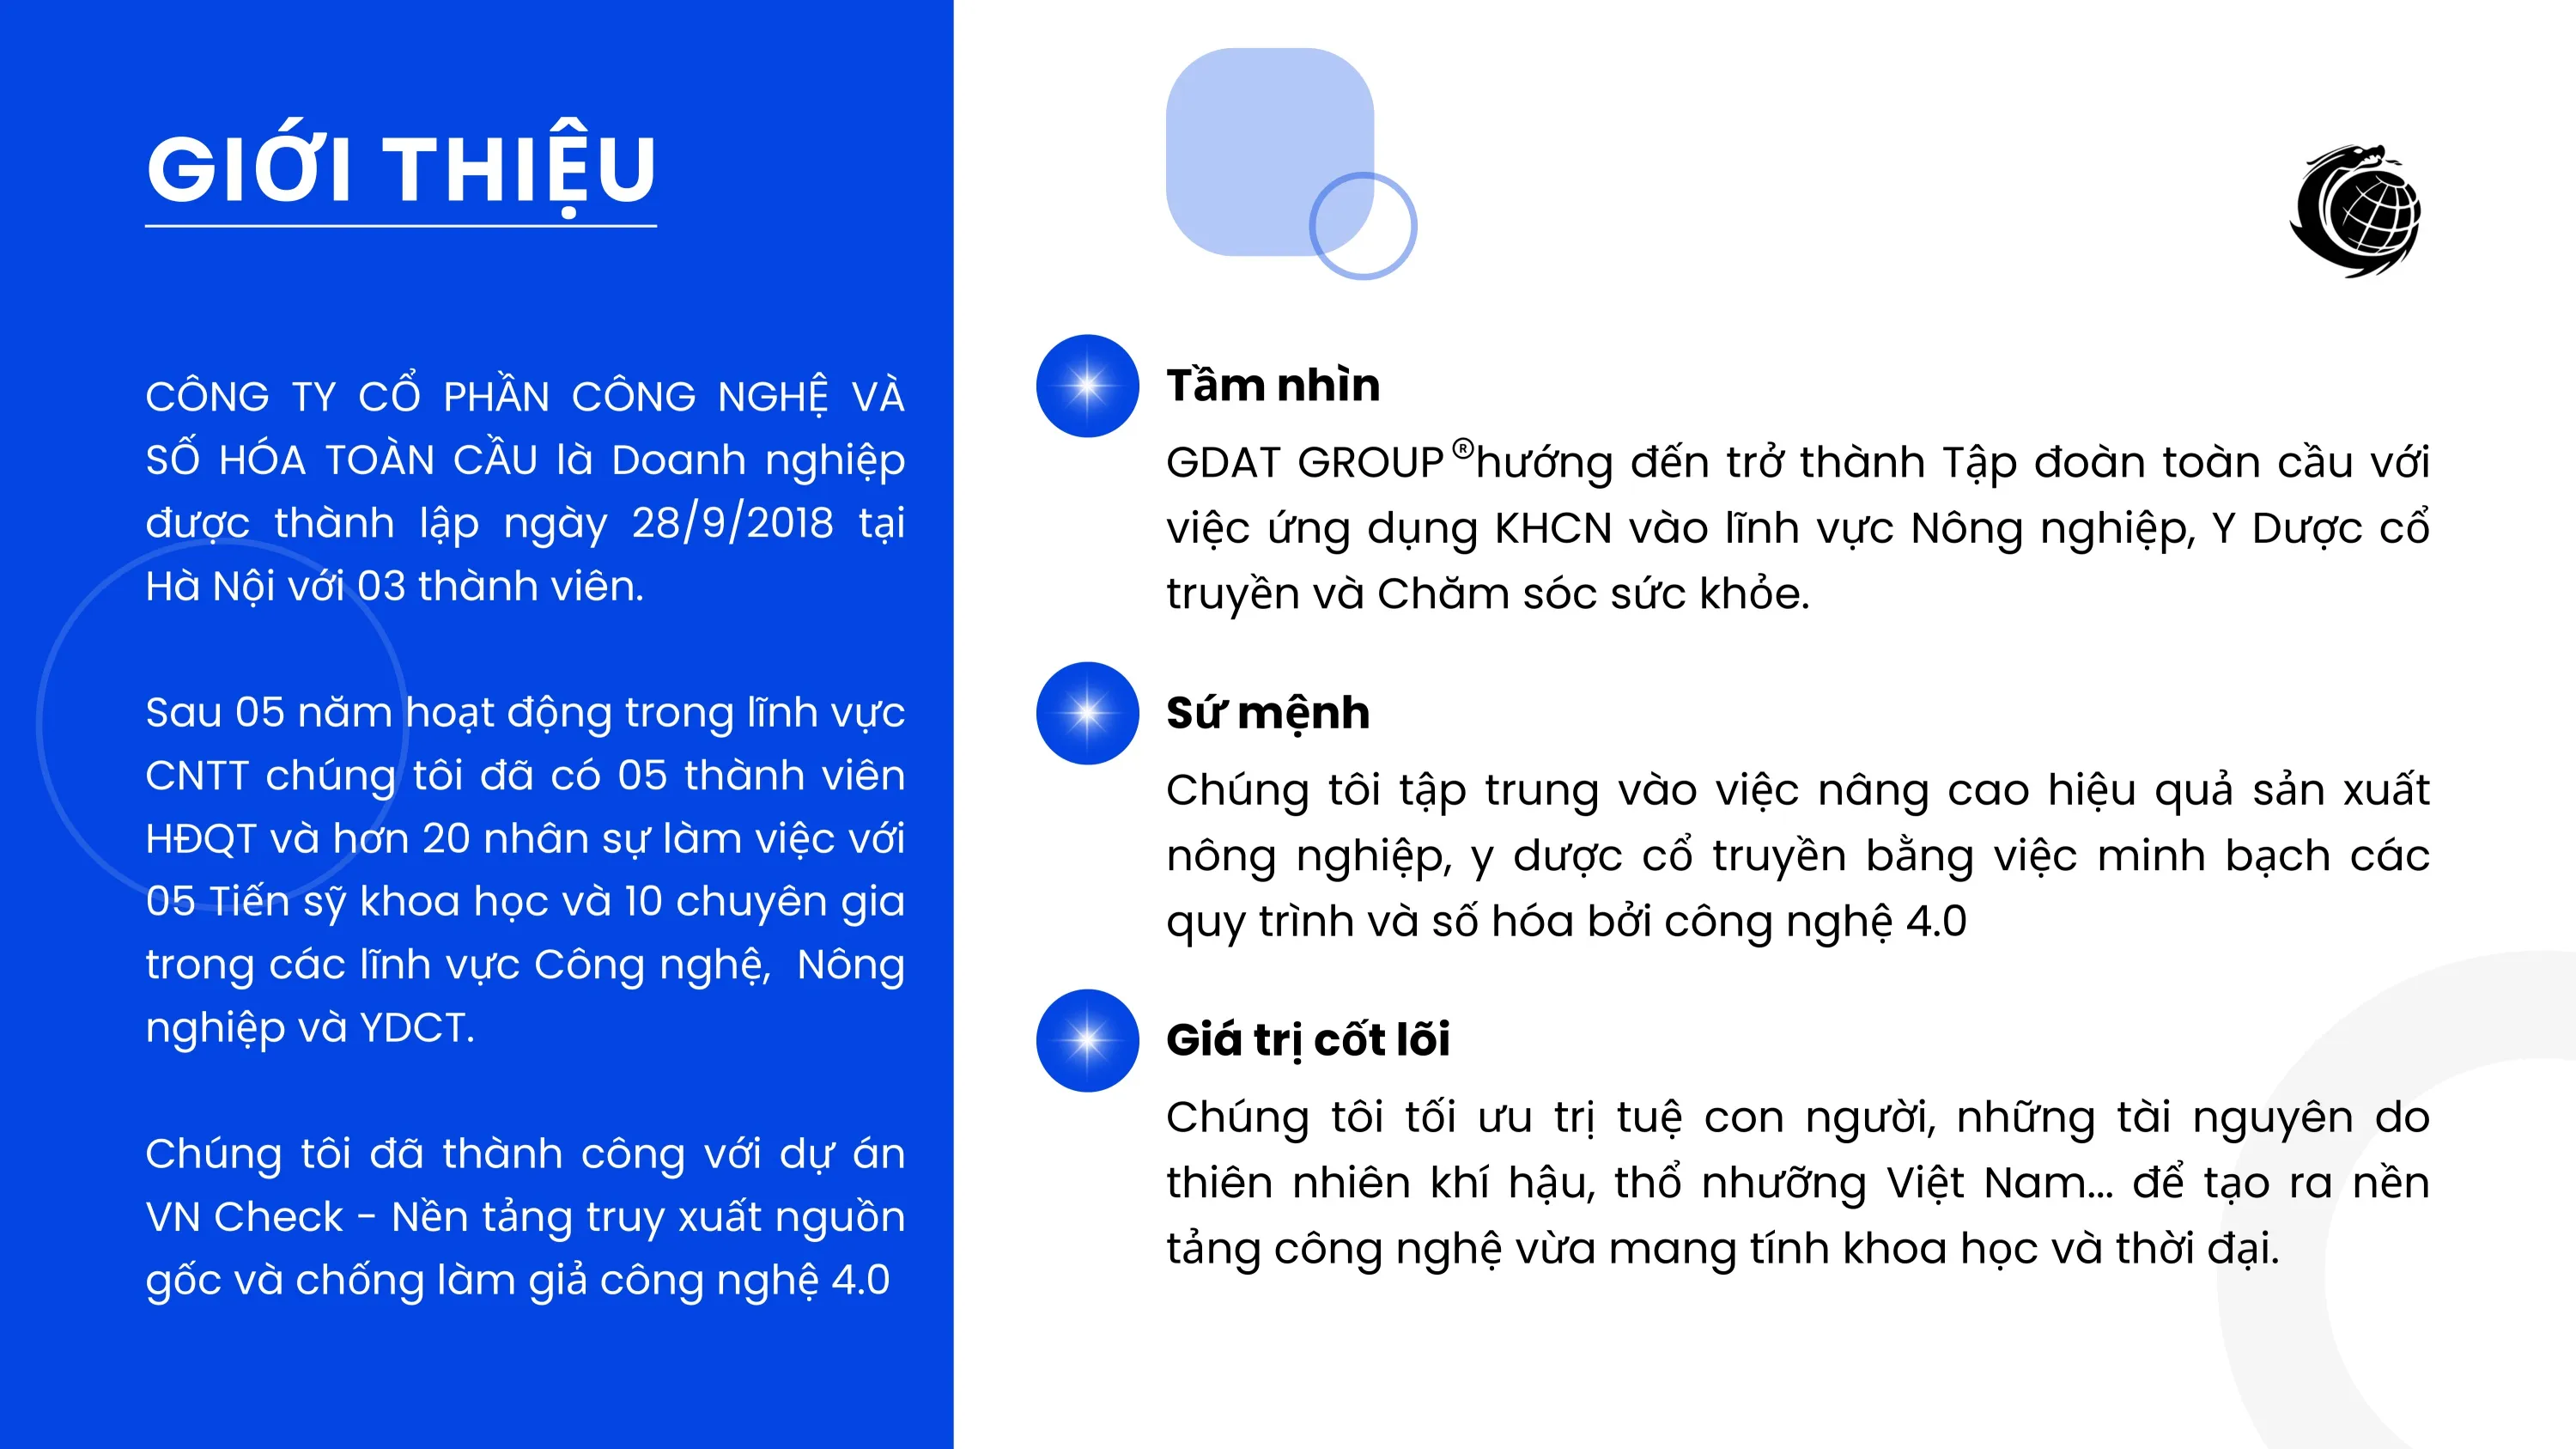 GIỚI THIỆU
CÔNG TY CỔ PHẦN CÔNG NGHỆ VÀ
SỐ HÓA TOÀN CẦU là Doanh nghiệp
được thành lập ngày 28/9/2018 tại
Hà Nội với 03 thành viên.
Sau 05 năm hoạt động trong lĩnh vực
CNTT chúng tôi đã có 05 thành viên
HĐQT và hơn 20 nhân sự làm việc với
05 Tiến sỹ khoa học và 10 chuyên gia
trong các lĩnh vực Công nghệ, Nông
nghiệp và YDCT.
Chúng tôi đã thành công với dự án
VN Check - Nền tảng truy xuất nguồn
gốc và chống làm giả công nghệ 4.0
Tầm nhìn
GDAT GROUP ®hướng đến trở thành Tập đoàn toàn cầu với
việc ứng dụng KHCN vào lĩnh vực Nông nghiệp, Y Dược cổ
truyền và Chăm sóc sức khỏe.
Sứ mệnh
Chúng tôi tập trung vào việc nâng cao hiệu quả sản xuất
nông nghiệp, y dược cổ truyền bằng việc minh bạch các
quy trình và số hóa bởi công nghệ 4.0
Giá trị cốt lõi
Chúng tôi tối ưu trị tuệ con người, những tài nguyên do
thiên nhiên khí hậu, thổ nhưỡng Việt Nam... để tạo ra nền
tảng công nghệ vừa mang tính khoa học và thời đại.